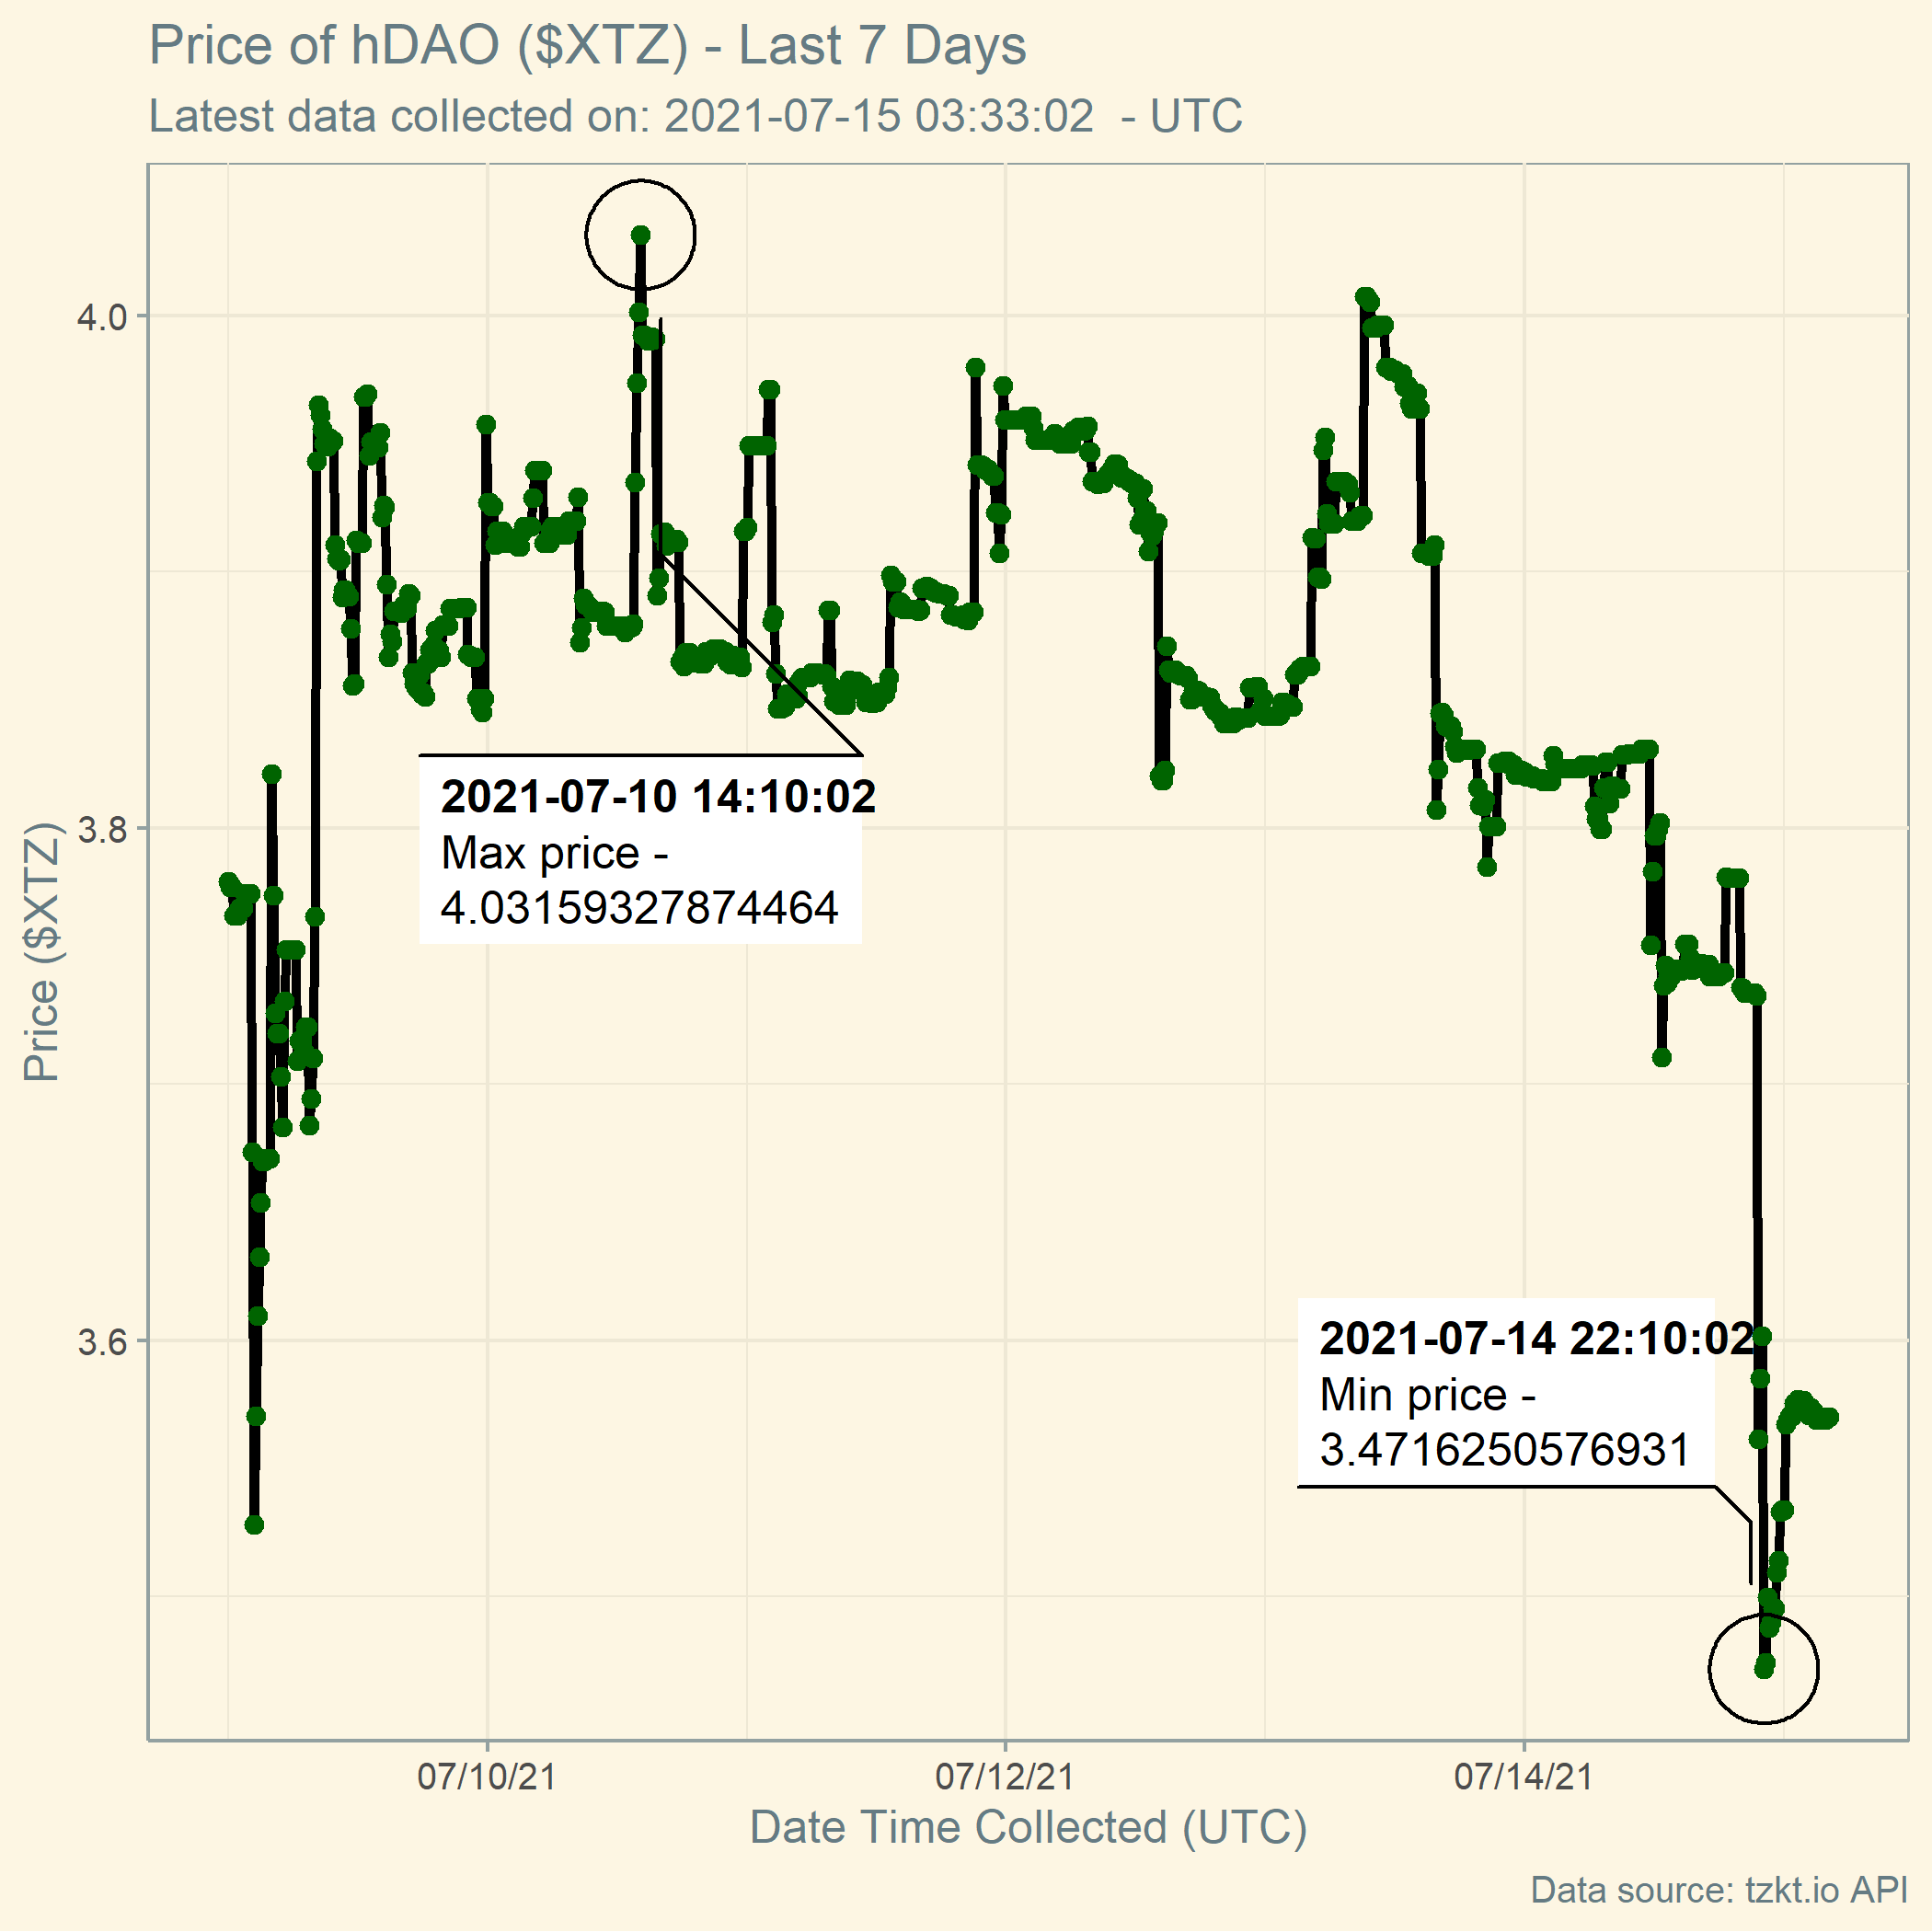 Price of hDAO ($XTZ) - Last 7 Days
Latest data collected on: 2021-07-15 03:33:02  - UTC
4.0
3.8
3.6
Price ($XTZ)
2021-07-10 14:10:02
Max price -
4.03159327874464
2021-07-14 22:10:02
Min price -
3.4716250576931
07/10/21
07/12/21
07/14/21
Date Time Collected (UTC)
Data source: tzkt.io API